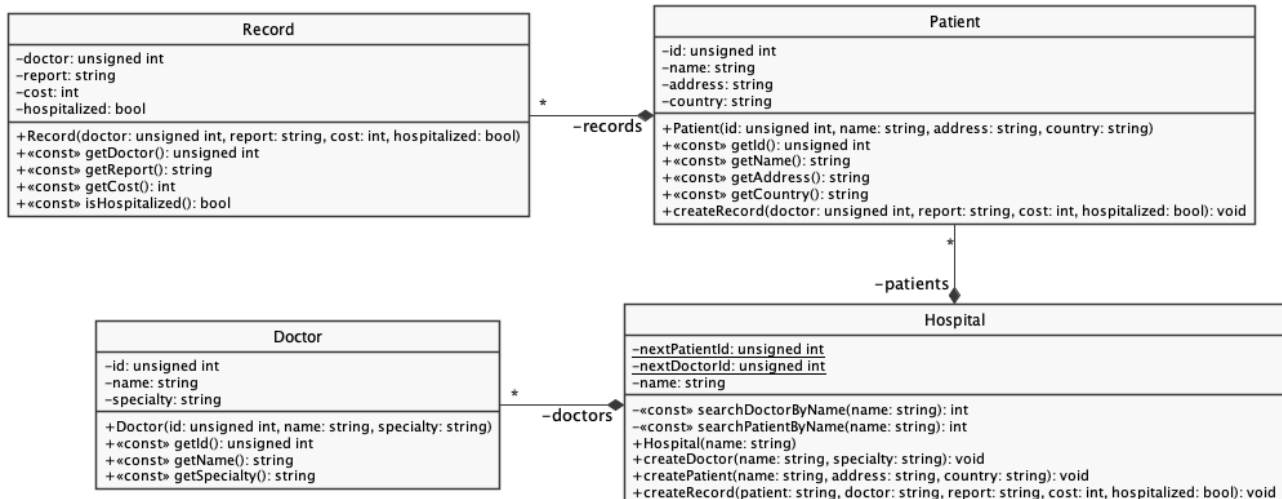 Record
-doctor: unsigned int
-report: string
-cost: int
-hospitalized: bool
+Record(doctor: unsigned int, report: string, cost: int, hospitalized: bool)
+«const» getDoctor(): unsigned int
+«const» getReport(): string
+«const» getCost(): int
+«const» isHospitalized(): bool
*
-records
Patient
-id: unsigned int
-name: string
-address: string
-country: string
+Patient(id: unsigned int, name: string, address: string, country: string)
+«const» getId(): unsigned int
+«const» getName(): string
+«const» getAddress(): string
+«const» getCountry(): string
+createRecord(doctor: unsigned int, report: string, cost: int, hospitalized: bool): void
*
-patients
Doctor
-id: unsigned int
-name: string
-specialty: string
+Doctor(id: unsigned int, name: string, specialty: string)
+«const» getId(): unsigned int
+«const» getName(): string
+«const» getSpecialty(): string
*
-doctors
Hospital
-nextPatientId: unsigned int
-nextDoctorId: unsigned int
-name: string
-«const» searchDoctorByName(name: string): int
-«const» searchPatientByName(name: string): int
+Hospital(name: string)
+createDoctor(name: string, specialty: string): void
+createPatient(name: string, address: string, country: string): void
+createRecord(patient: string, doctor: string, report: string, cost: int, hospitalized: bool): void